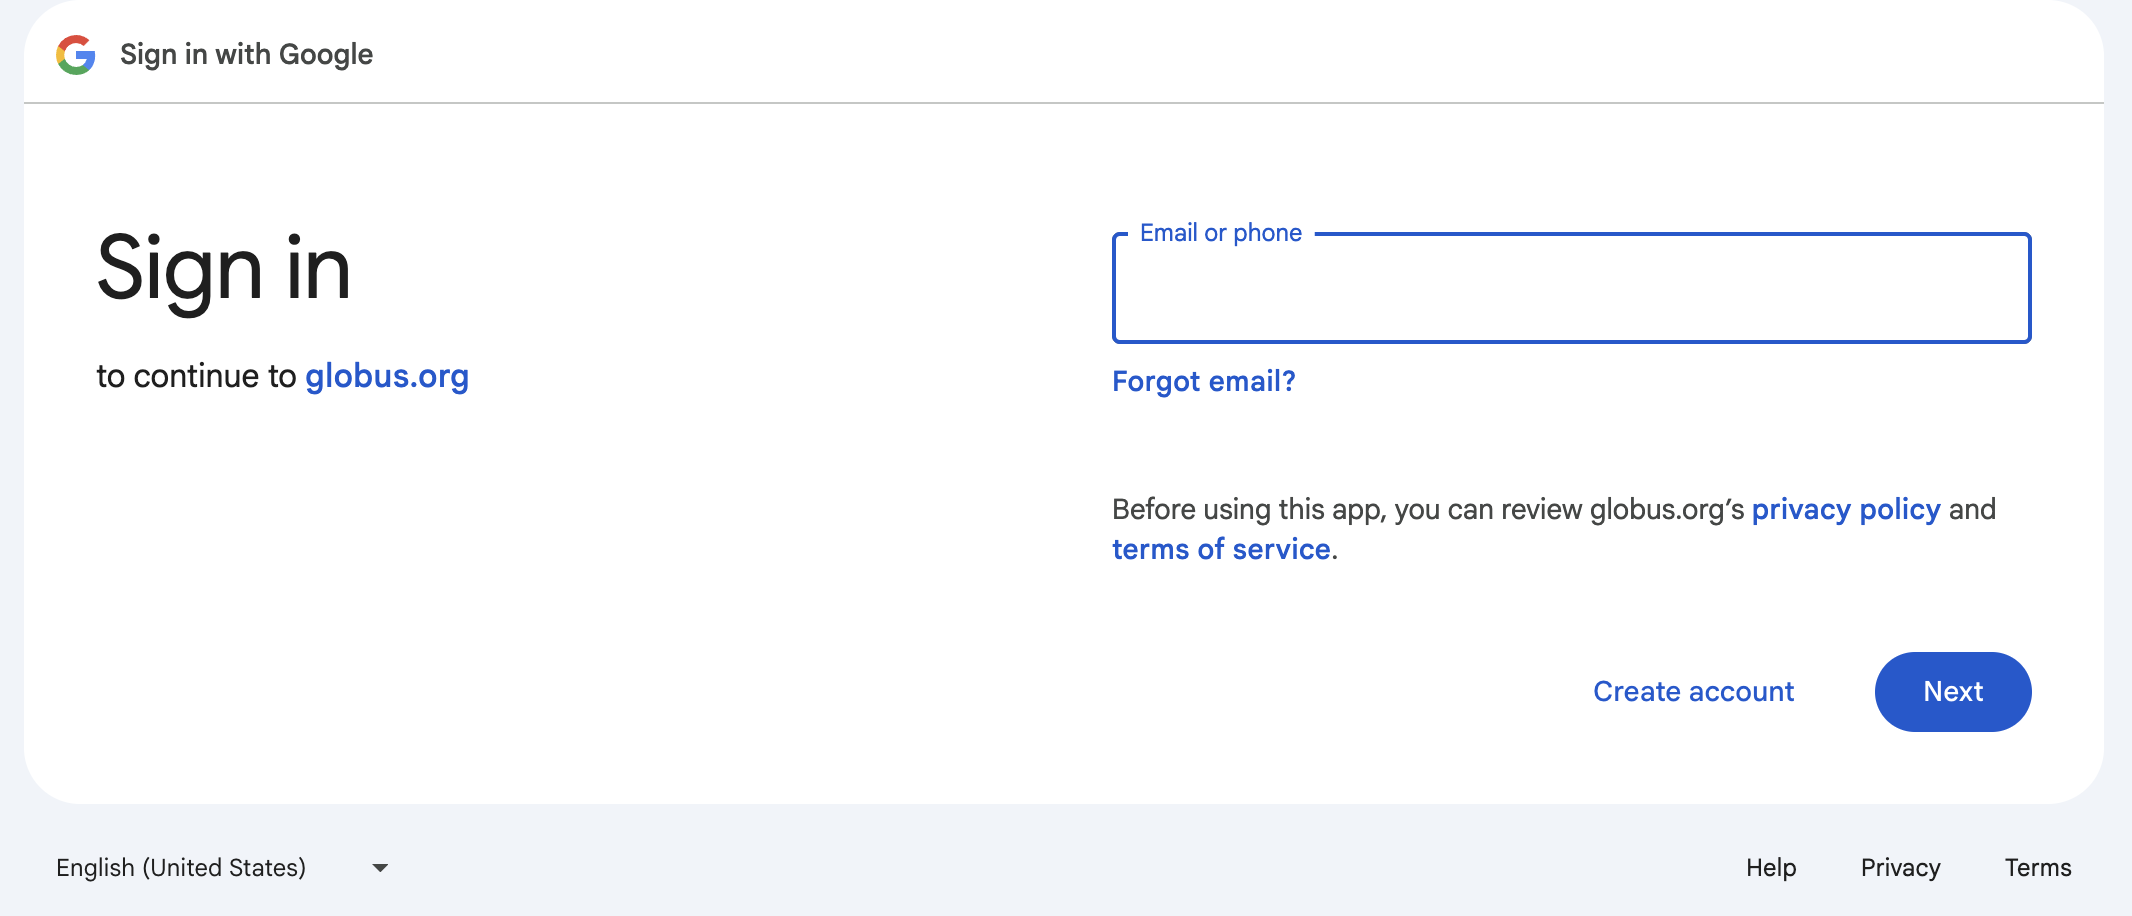 Sign in with Google
Sign in
to continue to globus.org
Email or phone
Forgot email?
Before using this app, you can review globus.org’s privacy policy and
terms of service.
Create account
Next
English (United States)
Help
Privacy
Terms